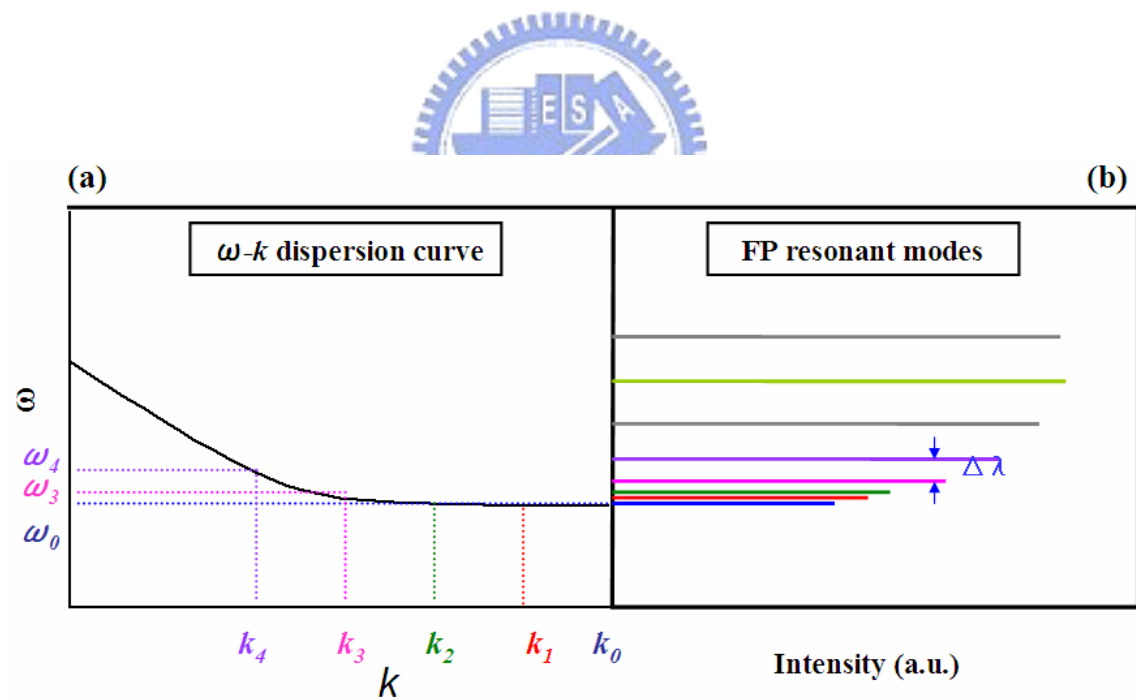 E S A
(a) (b)
ω-k dispersion curve
FP resonant modes
ω
ω4
ω3
ω0
Δλ
k4 k3 k2 k1 k0
k
Intensity (a.u.)